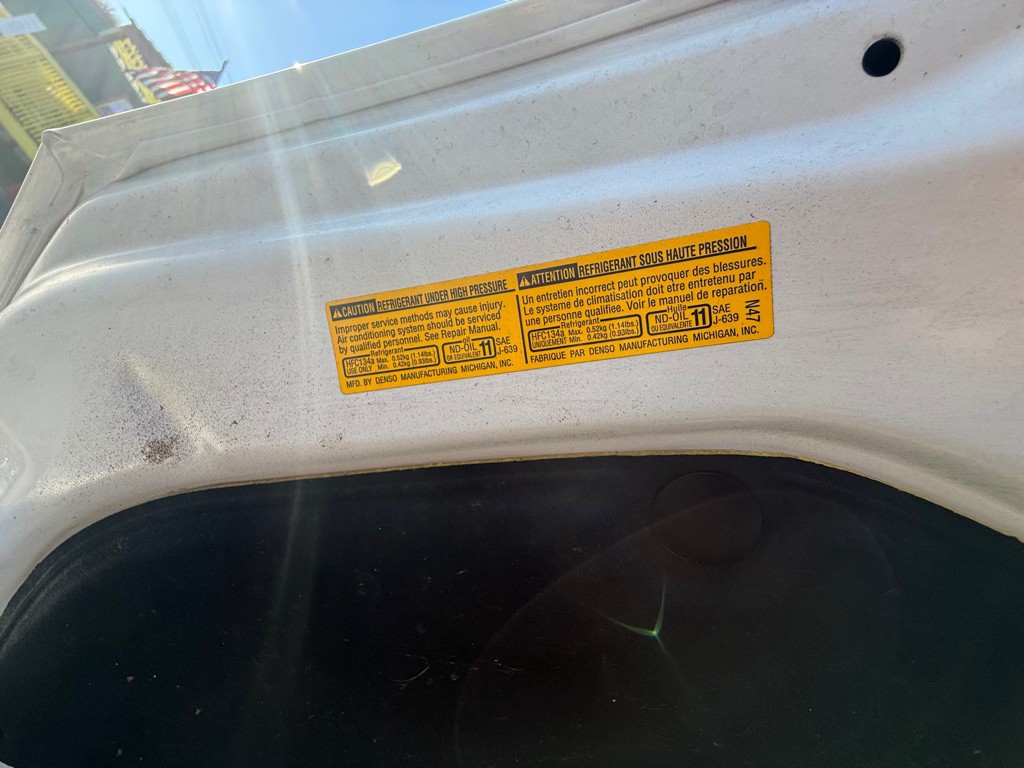 CAUTION REFRIGERANT UNDER HIGH PRESSURE
Improper service methods may cause injury.
Air conditioning system should be serviced
by qualified personnel. See Repair Manual.
Refrigerant
HFC134a Max. 0.52kg (1.14lbs.)
USE ONLY Min. 0.42kg (0.93lbs.)
oil
ND-OIL 11
OR EQUIVALENT
SAE
J-639
MFD. BY DENSO MANUFACTURING MICHIGAN, INC.
ATTENTION REFRIGERANT SOUS HAUTE PRESSION
Un entretien incorrect peut provoquer des blessures.
Le systeme de climatisation doit etre entretenu par
une personne qualifiee. Voir le manuel de reparation.
Refrigerant
HFC134a Max. 0.52kg (1.14lbs.)
UNIQUEMENT Min. 0.42kg (0.93lbs.)
Huile
ND-OIL 11
OU EQUIVALENTE
SAE
J-639
FABRIQUE PAR DENSO MANUFACTURING MICHIGAN, INC.
N47